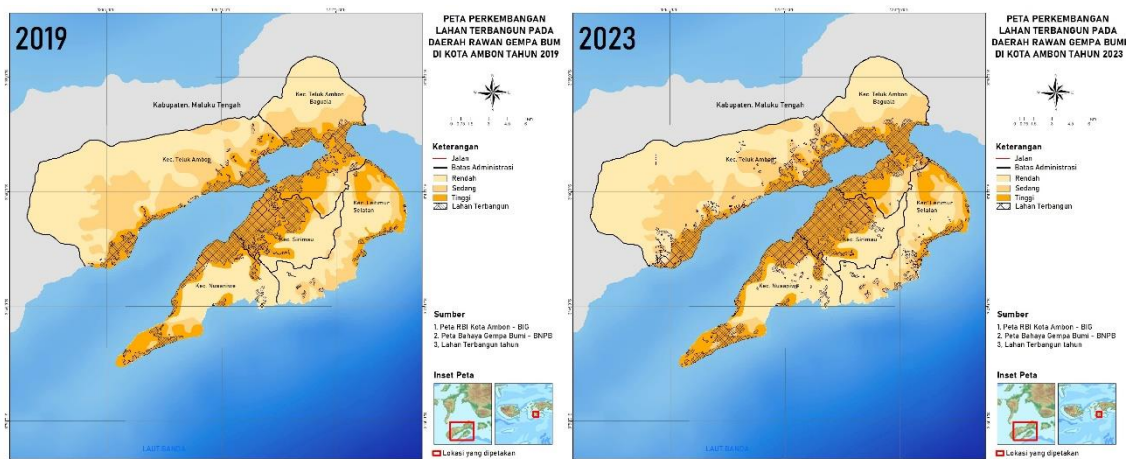 2019
PETA PERKEMBANGAN
LAHAN TERBANGUN PADA
DAERAH RAWAN GEMPA BUMI
DI KOTA AMBON TAHUN 2019
Kec. Teluk Ambon
Baguala
Kabupaten. Maluku Tengah
Kec. Teluk Ambon
Kec. Leitimur
Selatan
Kec. Sirimau
Kec. Nusaniwe
LAUT BANDA
Keterangan
Jalan
Batas Administrasi
Rendah
Sedang
Tinggi
Lahan Terbangun
Sumber
1. Peta RBI Kota Ambon - BIG
2. Peta Bahaya Gempa Bumi - BNPB
3. Lahan Terbangun tahun
Inset Peta
Lokasi yang dipetakan
2023
PETA PERKEMBANGAN
LAHAN TERBANGUN PADA
DAERAH RAWAN GEMPA BUMI
DI KOTA AMBON TAHUN 2023
Kec. Teluk Ambon
Baguala
Kabupaten. Maluku Tengah
Kec. Teluk Ambon
Kec. Leitimur
Selatan
Kec. Sirimau
Kec. Nusaniwe
LAUT BANDA
Keterangan
Jalan
Batas Administrasi
Rendah
Sedang
Tinggi
Lahan Terbangun
Sumber
1. Peta RBI Kota Ambon - BIG
2. Peta Bahaya Gempa Bumi - BNPB
3. Lahan Terbangun tahun
Inset Peta
Lokasi yang dipetakan